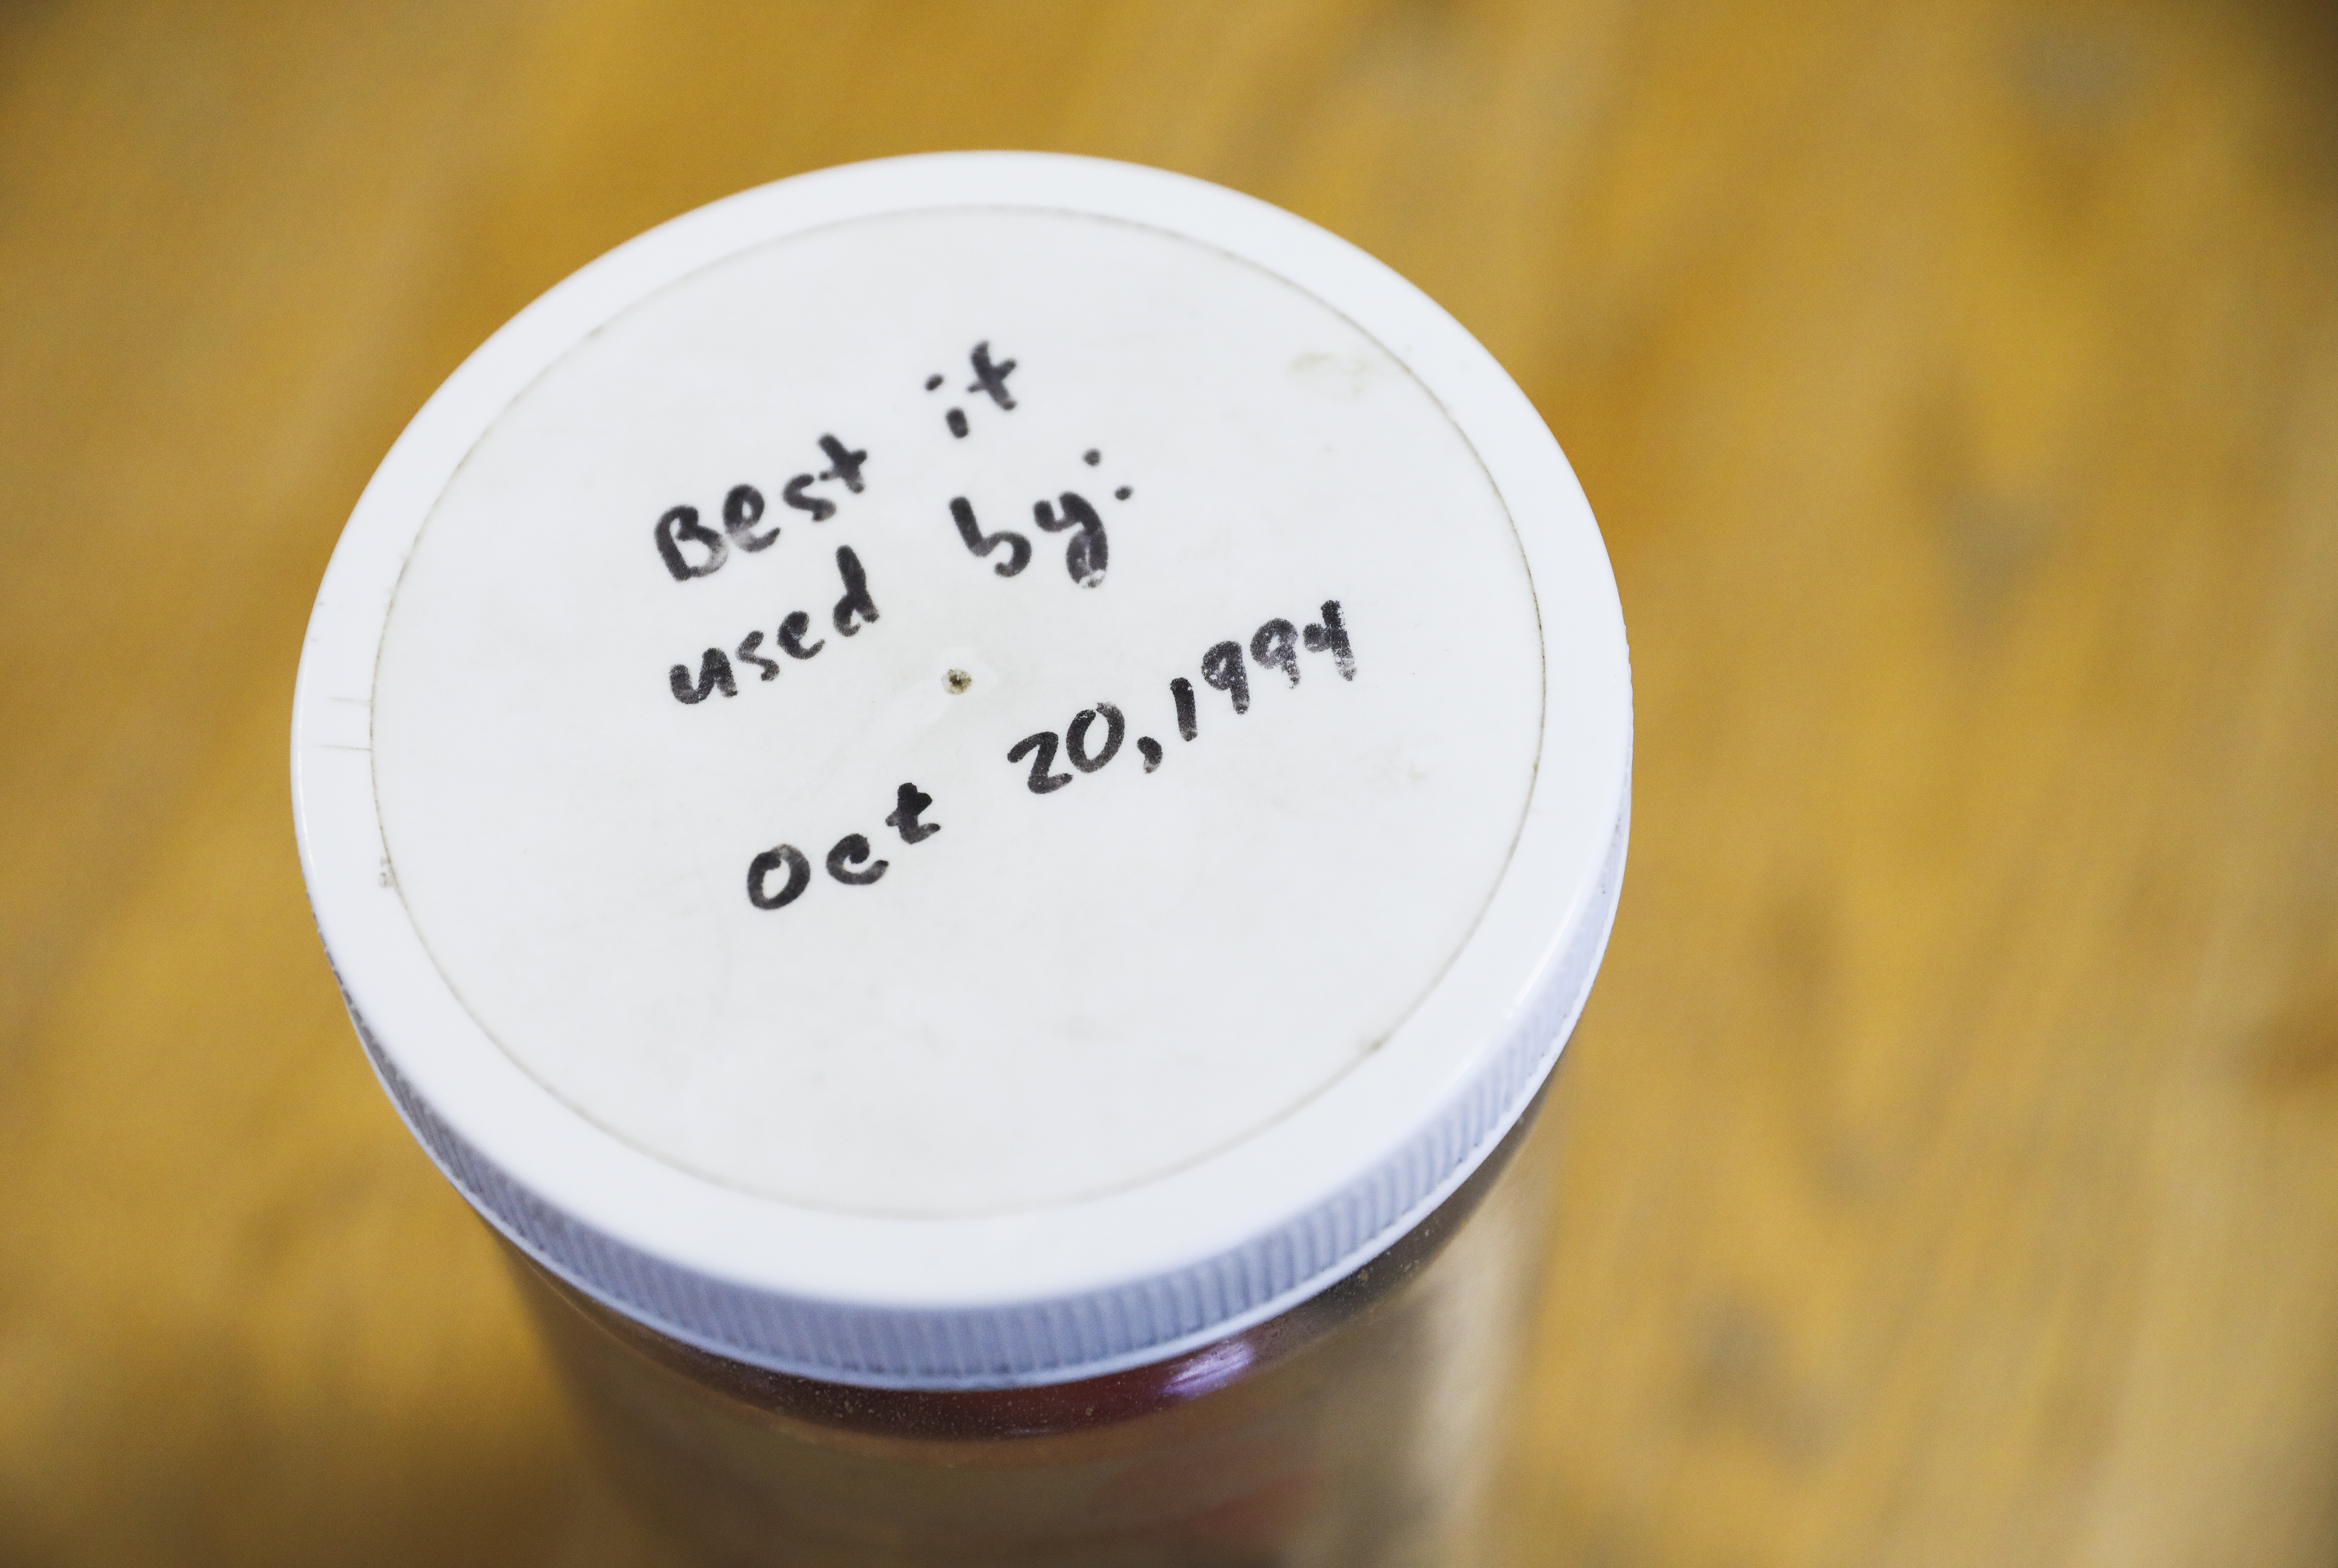 Best if
used by:
Oct 20, 1994